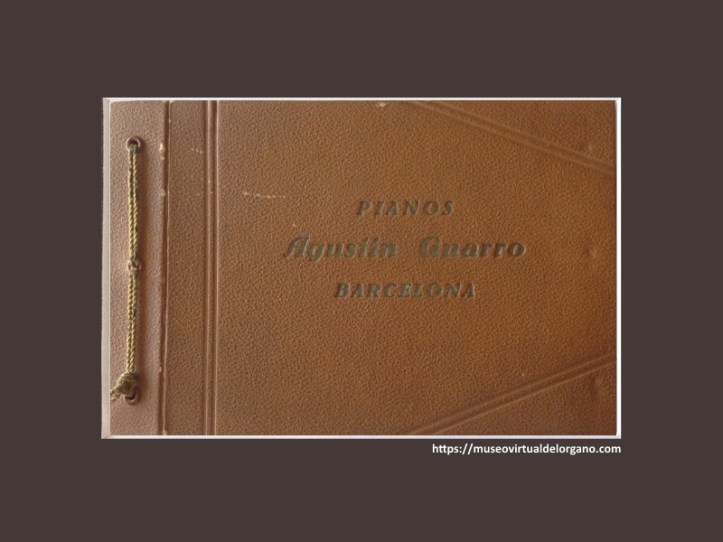 PIANOS
Agustín Guarro
BARCELONA
https://museovirtualdelorgano.com